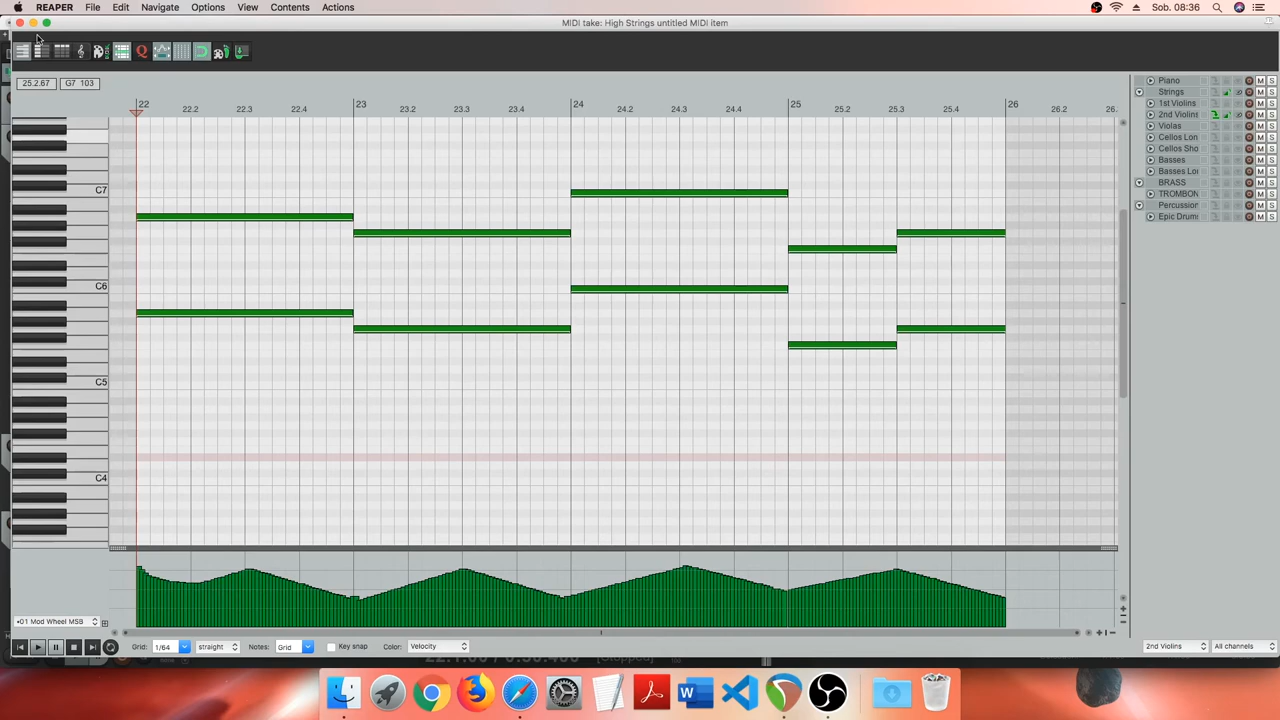 REAPER File Edit Navigate Options View Contents Actions Sob. 08:36
MIDI take: High Strings untitled MIDI item
Q
25.2.67 G7 103
22 22.2 22.3 22.4 23 23.2 23.3 23.4 24 24.2 24.3 24.4 25 25.2 25.3 25.4 26 26.2 26.
C7
C6
C5
C4
Piano M S
Strings M S
1st Violins M S
2nd Violins M S
Violas M S
Cellos Lon M S
Cellos Sho M S
Basses M S
Basses Lo M S
BRASS M S
TROMBON M S
Percussion M S
Epic Drum M S
01 Mod Wheel MSB
Grid: 1/64 straight Notes: Grid Key snap Color: Velocity 2nd Violins All channels
[Stopped]